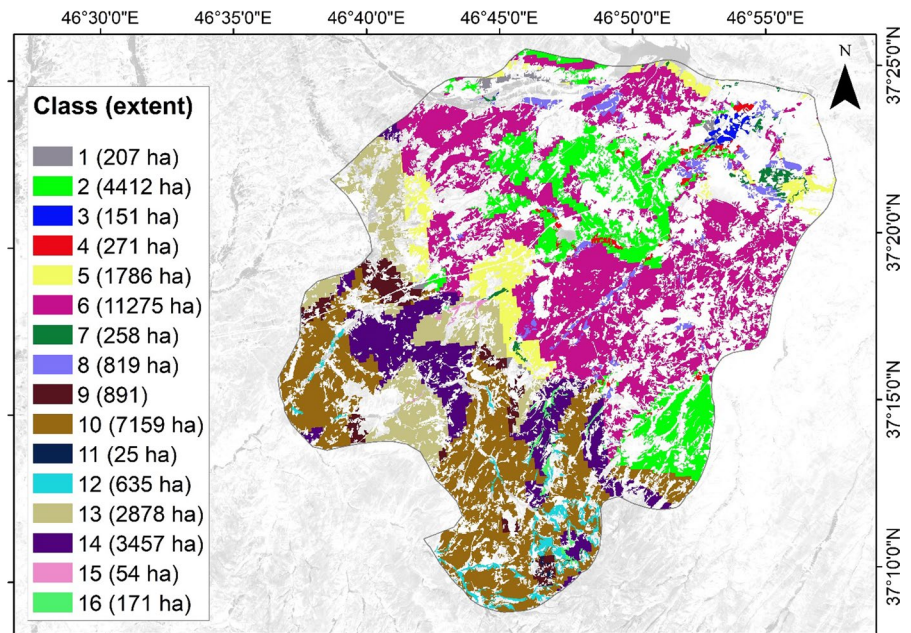 46°30'0"E 46°35'0"E 46°40'0"E 46°45'0"E 46°50'0"E 46°55'0"E
N
37°25'0"N
37°20'0"N
37°15'0"N
37°10'0"N
Class (extent)
1 (207 ha)
2 (4412 ha)
3 (151 ha)
4 (271 ha)
5 (1786 ha)
6 (11275 ha)
7 (258 ha)
8 (819 ha)
9 (891)
10 (7159 ha)
11 (25 ha)
12 (635 ha)
13 (2878 ha)
14 (3457 ha)
15 (54 ha)
16 (171 ha)